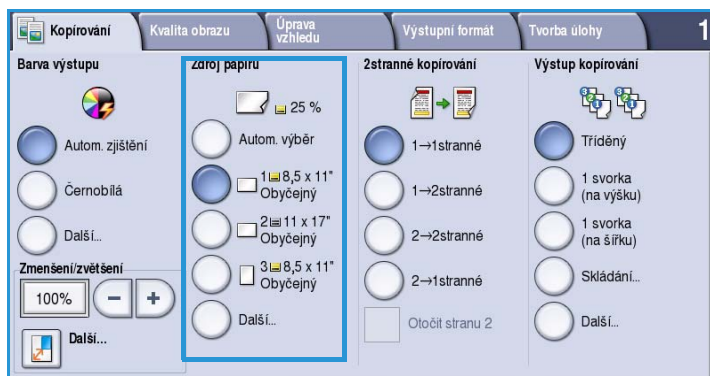 Kopírování
Kvalita obrazu
Úprava
vzhledu
Výstupní formát
Tvorba úlohy
1
Barva výstupu
Autom. zjištění
Černobílá
Další...
Zmenšení/zvětšení
100%
Další...
Zdroj papíru
25 %
Autom. výběr
1 8,5 x 11"
Obyčejný
2 11 x 17"
Obyčejný
3 8,5 x 11"
Obyčejný
Další...
2stranné kopírování
1→1stranné
1→2stranné
2→2stranné
2→1stranné
Otočit stranu 2
Výstup kopírování
Tříděný
1 svorka
(na výšku)
1 svorka
(na šířku)
Skládání...
Další...